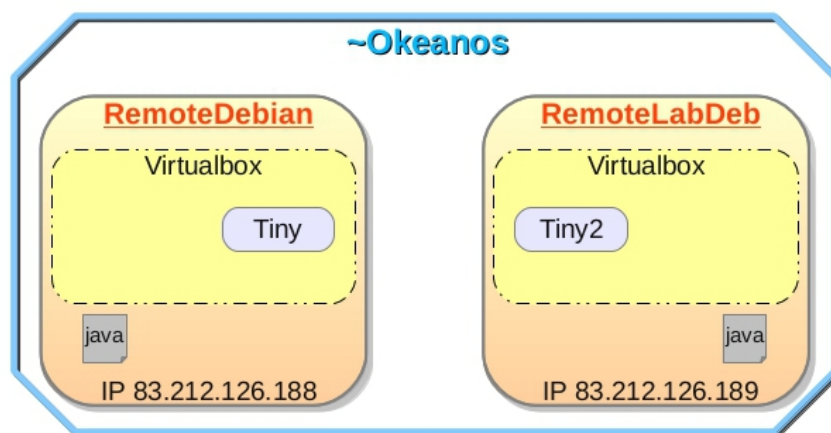 ~Okeanos
RemoteDebian
Virtualbox
Tiny
java
IP 83.212.126.188
RemoteLabDeb
Virtualbox
Tiny2
java
IP 83.212.126.189